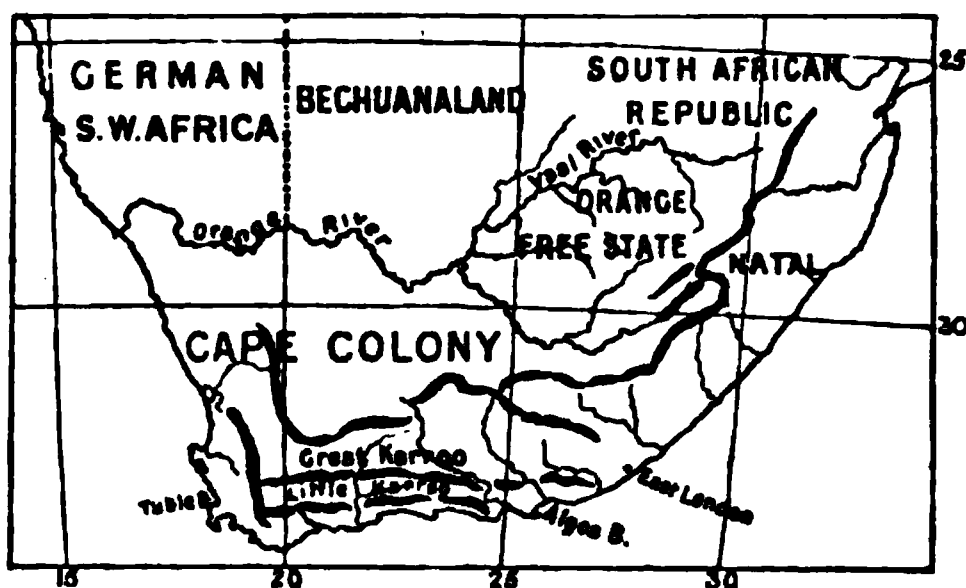 GERMAN
S.W. AFRICA
BECHUANALAND
SOUTH AFRICAN
REPUBLIC
25
Vaal River
ORANGE
FREE STATE
Orange River
NATAL
30
CAPE COLONY
Great Karroo
Little Karroo
Table B.
East London
Algoa B.
15
20
25
30